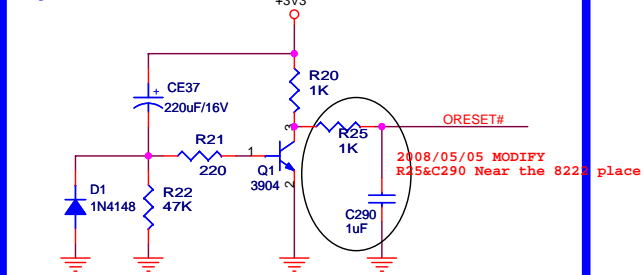 +3V3
CE37
+
220uF/16V
R20
1K
3
R21
220
1
Q1
3904
2
R25
1K
ORESET#
2008/05/05 MODIFY
R25&C290 Near the 8222 place
D1
1N4148
R22
47K
C290
1uF